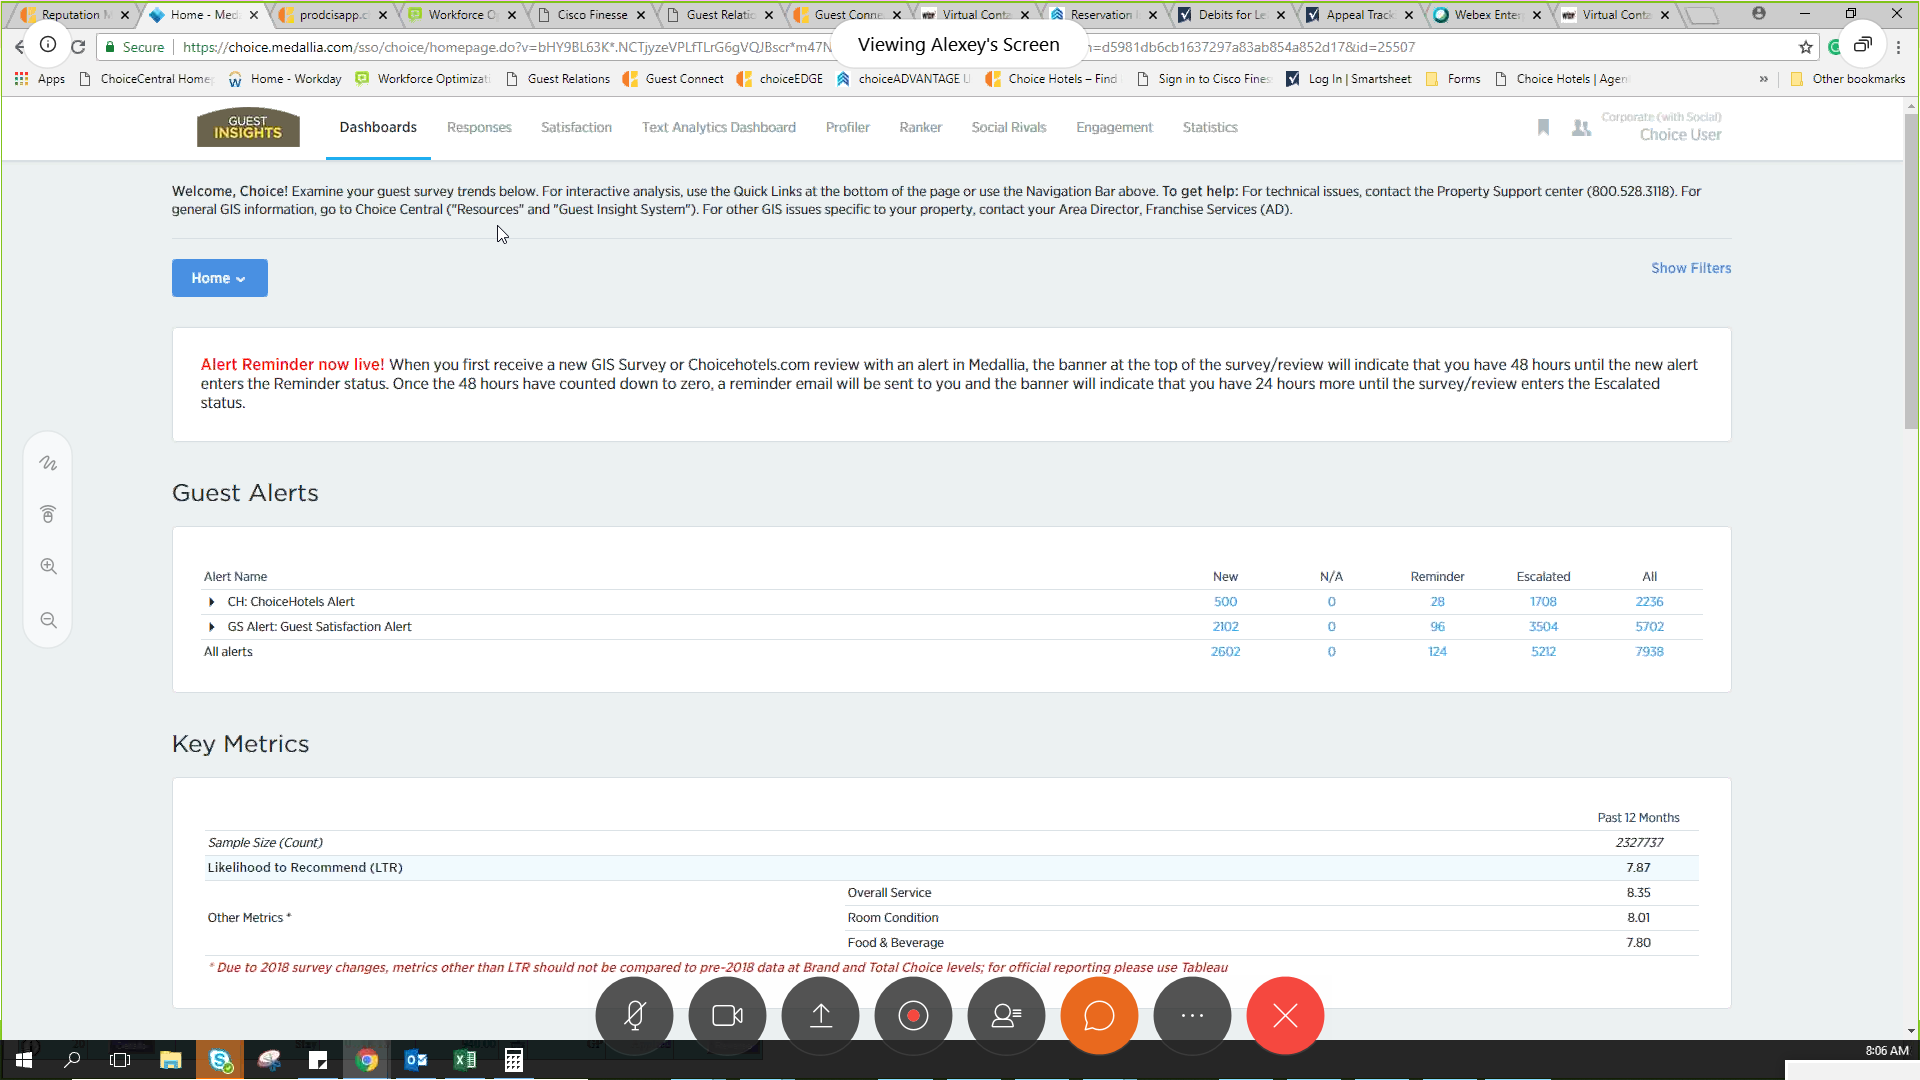 Reputation M
Home - Med
prodcisapp.c
Workforce O
Cisco Finesse
Guest Relatio
Guest Conne
Virtual Conta
Reservation
Debits for Le
Appeal Track
Webex Enter
Virtual Conta
Secure
https://choice.medallia.com/sso/choice/homepage.do?v=bHY9BL63K*.NCTjyzeVPLfTLrG6gVQJBscr*m47N
Viewing Alexey's Screen
n=d5981db6cb1637297a83ab854a852d17&id=25507
Apps
ChoiceCentral Home
Home - Workday
Workforce Optimizati
Guest Relations
Guest Connect
choiceEDGE
choiceADVANTAGE U
Choice Hotels – Find
Sign in to Cisco Fines
Log In | Smartsheet
Forms
Choice Hotels | Agen
»
Other bookmarks
GUEST
INSIGHTS
Dashboards
Responses
Satisfaction
Text Analytics Dashboard
Profiler
Ranker
Social Rivals
Engagement
Statistics
Corporate (with Social)
Choice User
Welcome, Choice! Examine your guest survey trends below. For interactive analysis, use the Quick Links at the bottom of the page or use the Navigation Bar above. To get help: For technical issues, contact the Property Support center (800.528.3118). For
general GIS information, go to Choice Central ("Resources" and "Guest Insight System"). For other GIS issues specific to your property, contact your Area Director, Franchise Services (AD).
Home
Show Filters
Alert Reminder now live! When you first receive a new GIS Survey or Choicehotels.com review with an alert in Medallia, the banner at the top of the survey/review will indicate that you have 48 hours until the new alert
enters the Reminder status. Once the 48 hours have counted down to zero, a reminder email will be sent to you and the banner will indicate that you have 24 hours more until the survey/review enters the Escalated
status.
Guest Alerts
Alert Name New N/A Reminder Escalated All
CH: ChoiceHotels Alert 500 0 28 1708 2236
GS Alert: Guest Satisfaction Alert 2102 0 96 3504 5702
All alerts 2602 0 124 5212 7938
Key Metrics
Past 12 Months
Sample Size (Count) 2327737
Likelihood to Recommend (LTR) 7.87
Overall Service 8.35
Other Metrics * Room Condition 8.01
Food & Beverage 7.80
* Due to 2018 survey changes, metrics other than LTR should not be compared to pre-2018 data at Brand and Total Choice levels; for official reporting please use Tableau
8:06 AM